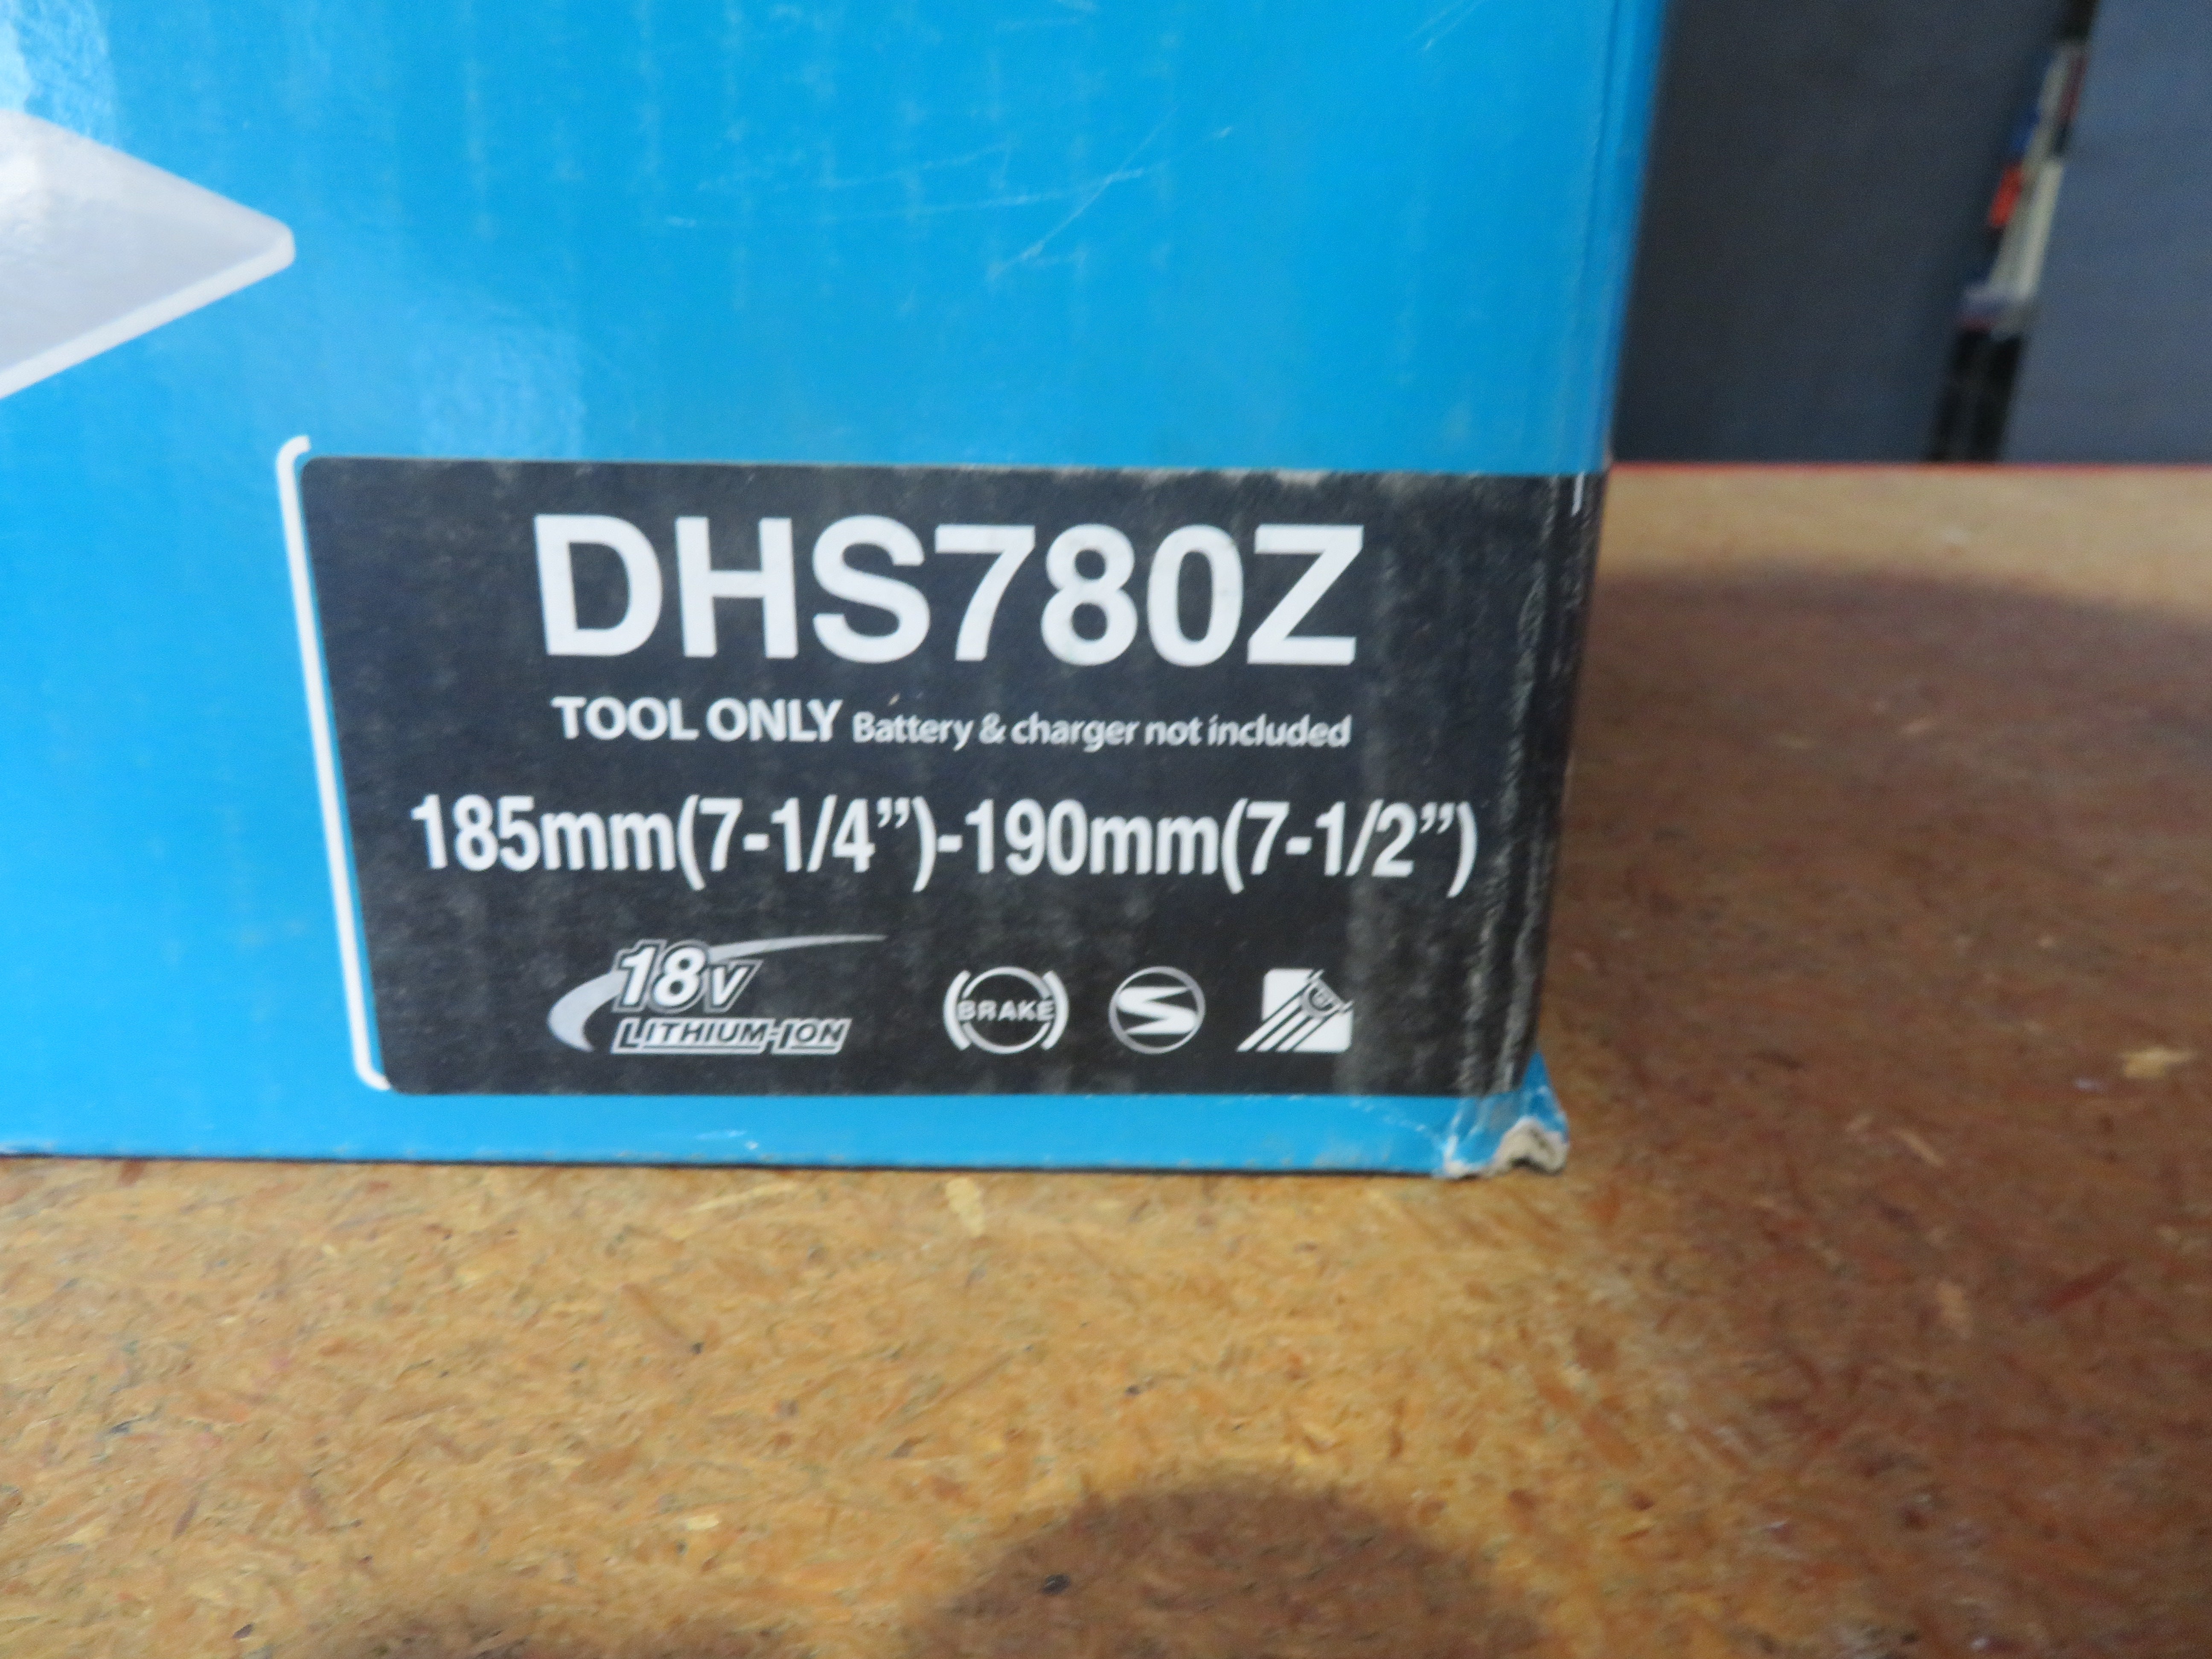 DHS780Z
TOOL ONLY Battery & charger not included
185mm(7-1/4”)-190mm(7-1/2”)
18V
LITHIUM-ION
BRAKE